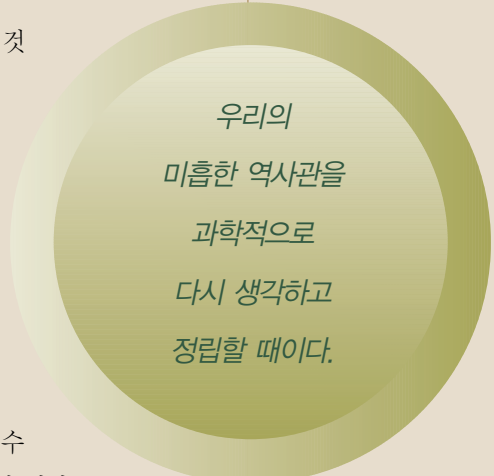 것
우리의
미흡한 역사관을
과학적으로
다시 생각하고
정립할 때이다.
수